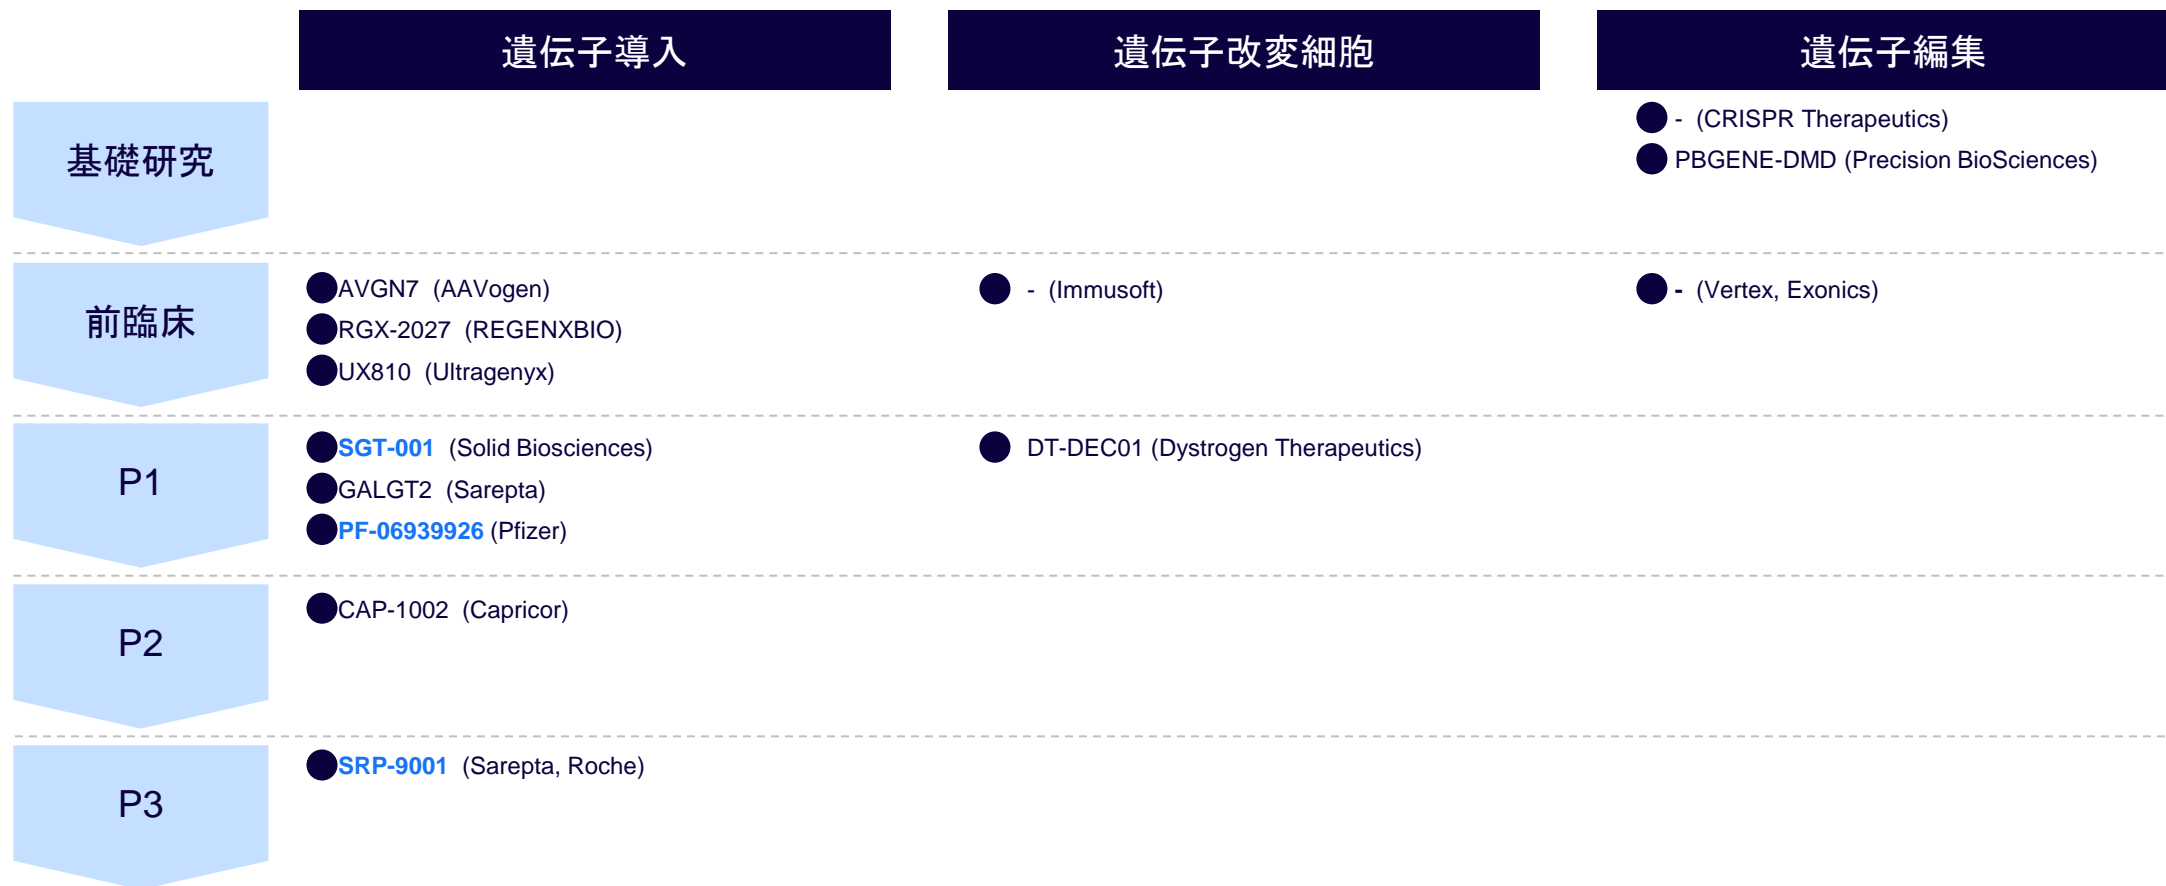 遺伝子導入
遺伝子改変細胞
遺伝子編集
基礎研究
- (CRISPR Therapeutics)
PBGENE-DMD (Precision BioSciences)
前臨床
AVGN7 (AAVogen)
RGX-2027 (REGENXBIO)
UX810 (Ultragenyx)
- (Immusoft)
- (Vertex, Exonics)
P1
SGT-001 (Solid Biosciences)
GALGT2 (Sarepta)
PF-06939926 (Pfizer)
DT-DEC01 (Dystrogen Therapeutics)
P2
CAP-1002 (Capricor)
P3
SRP-9001 (Sarepta, Roche)